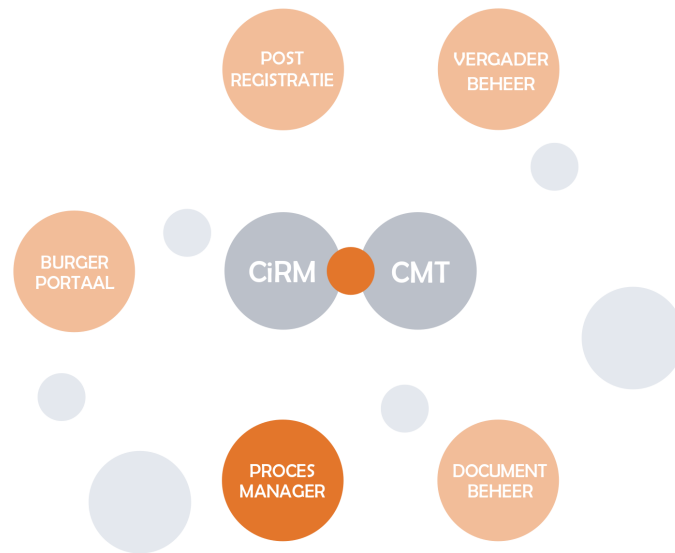 POST
REGISTRATIE
VERGADER
BEHEER
BURGER
PORTAAL
CiRM
CMT
PROCES
MANAGER
DOCUMENT
BEHEER